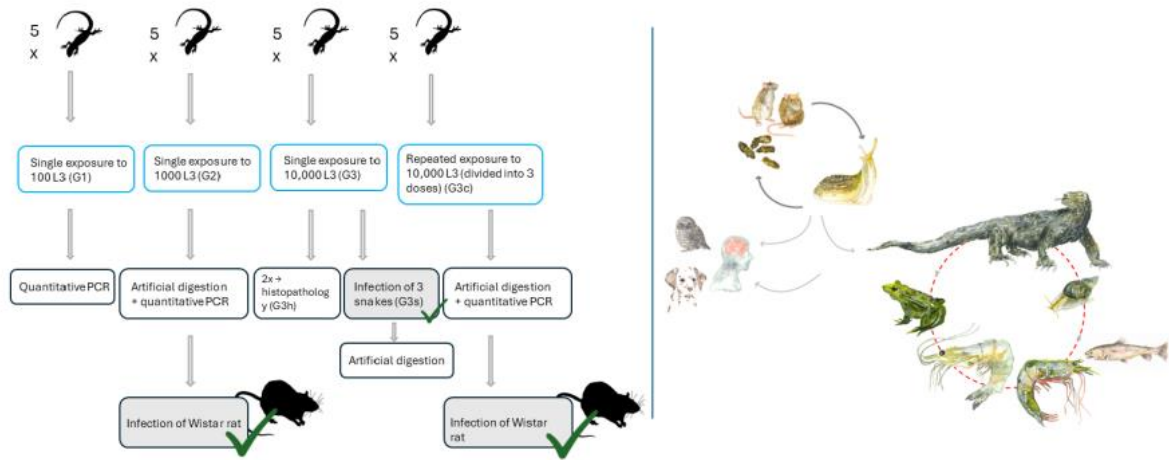 5
x
5
x
5
x
5
x
Single exposure to
100 L3 (G1)
Single exposure to
1000 L3 (G2)
Single exposure to
10,000 L3 (G3)
Repeated exposure to
10,000 L3 (divided into 3
doses) (G3c)
Quantitative PCR
Artificial digestion
+ quantitative PCR
2x →
histopatholog
y (G3h)
Infection of 3
snakes (G3s)
Artificial digestion
+ quantitative PCR
Artificial digestion
Infection of Wistar rat
Infection of Wistar
rat